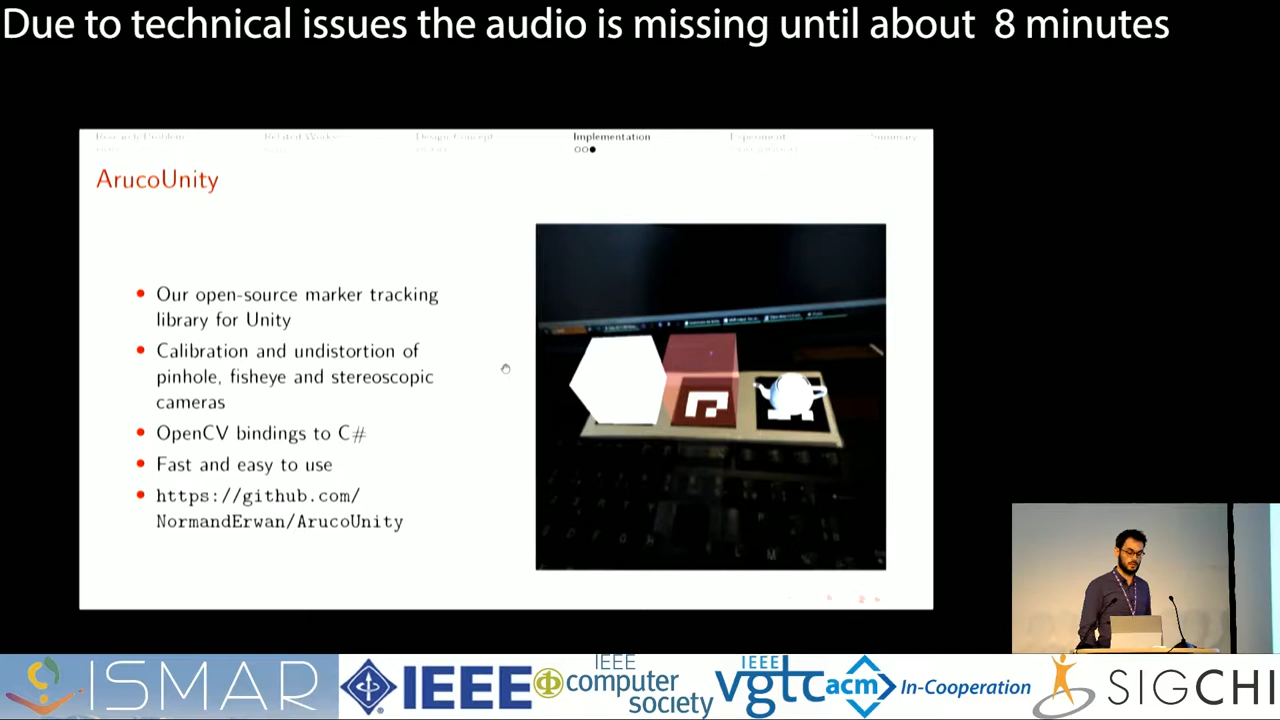 Due to technical issues the audio is missing until about 8 minutes
Research Problem Related Works Design Concept Implementation Experiment Summary
ArucoUnity
Our open-source marker tracking
library for Unity
Calibration and undistortion of
pinhole, fisheye and stereoscopic
cameras
OpenCV bindings to C#
Fast and easy to use
https://github.com/
NormandErwan/ArucoUnity
ISMAR
IEEE
IEEE
computer
society
IEEE
vgtc
acm
In-Cooperation
SIGCHI